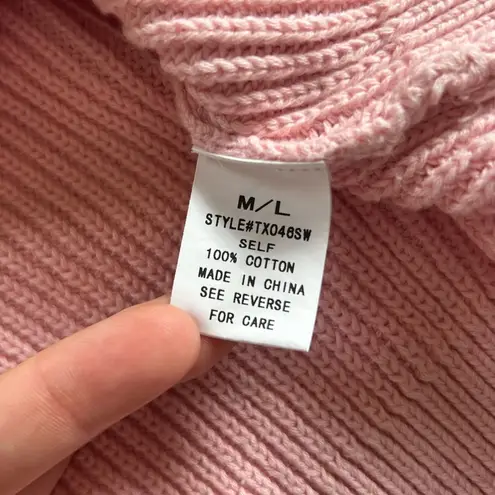 M/L
STYLE#TX046SW
SELF
100% COTTON
MADE IN CHINA
SEE REVERSE
FOR CARE